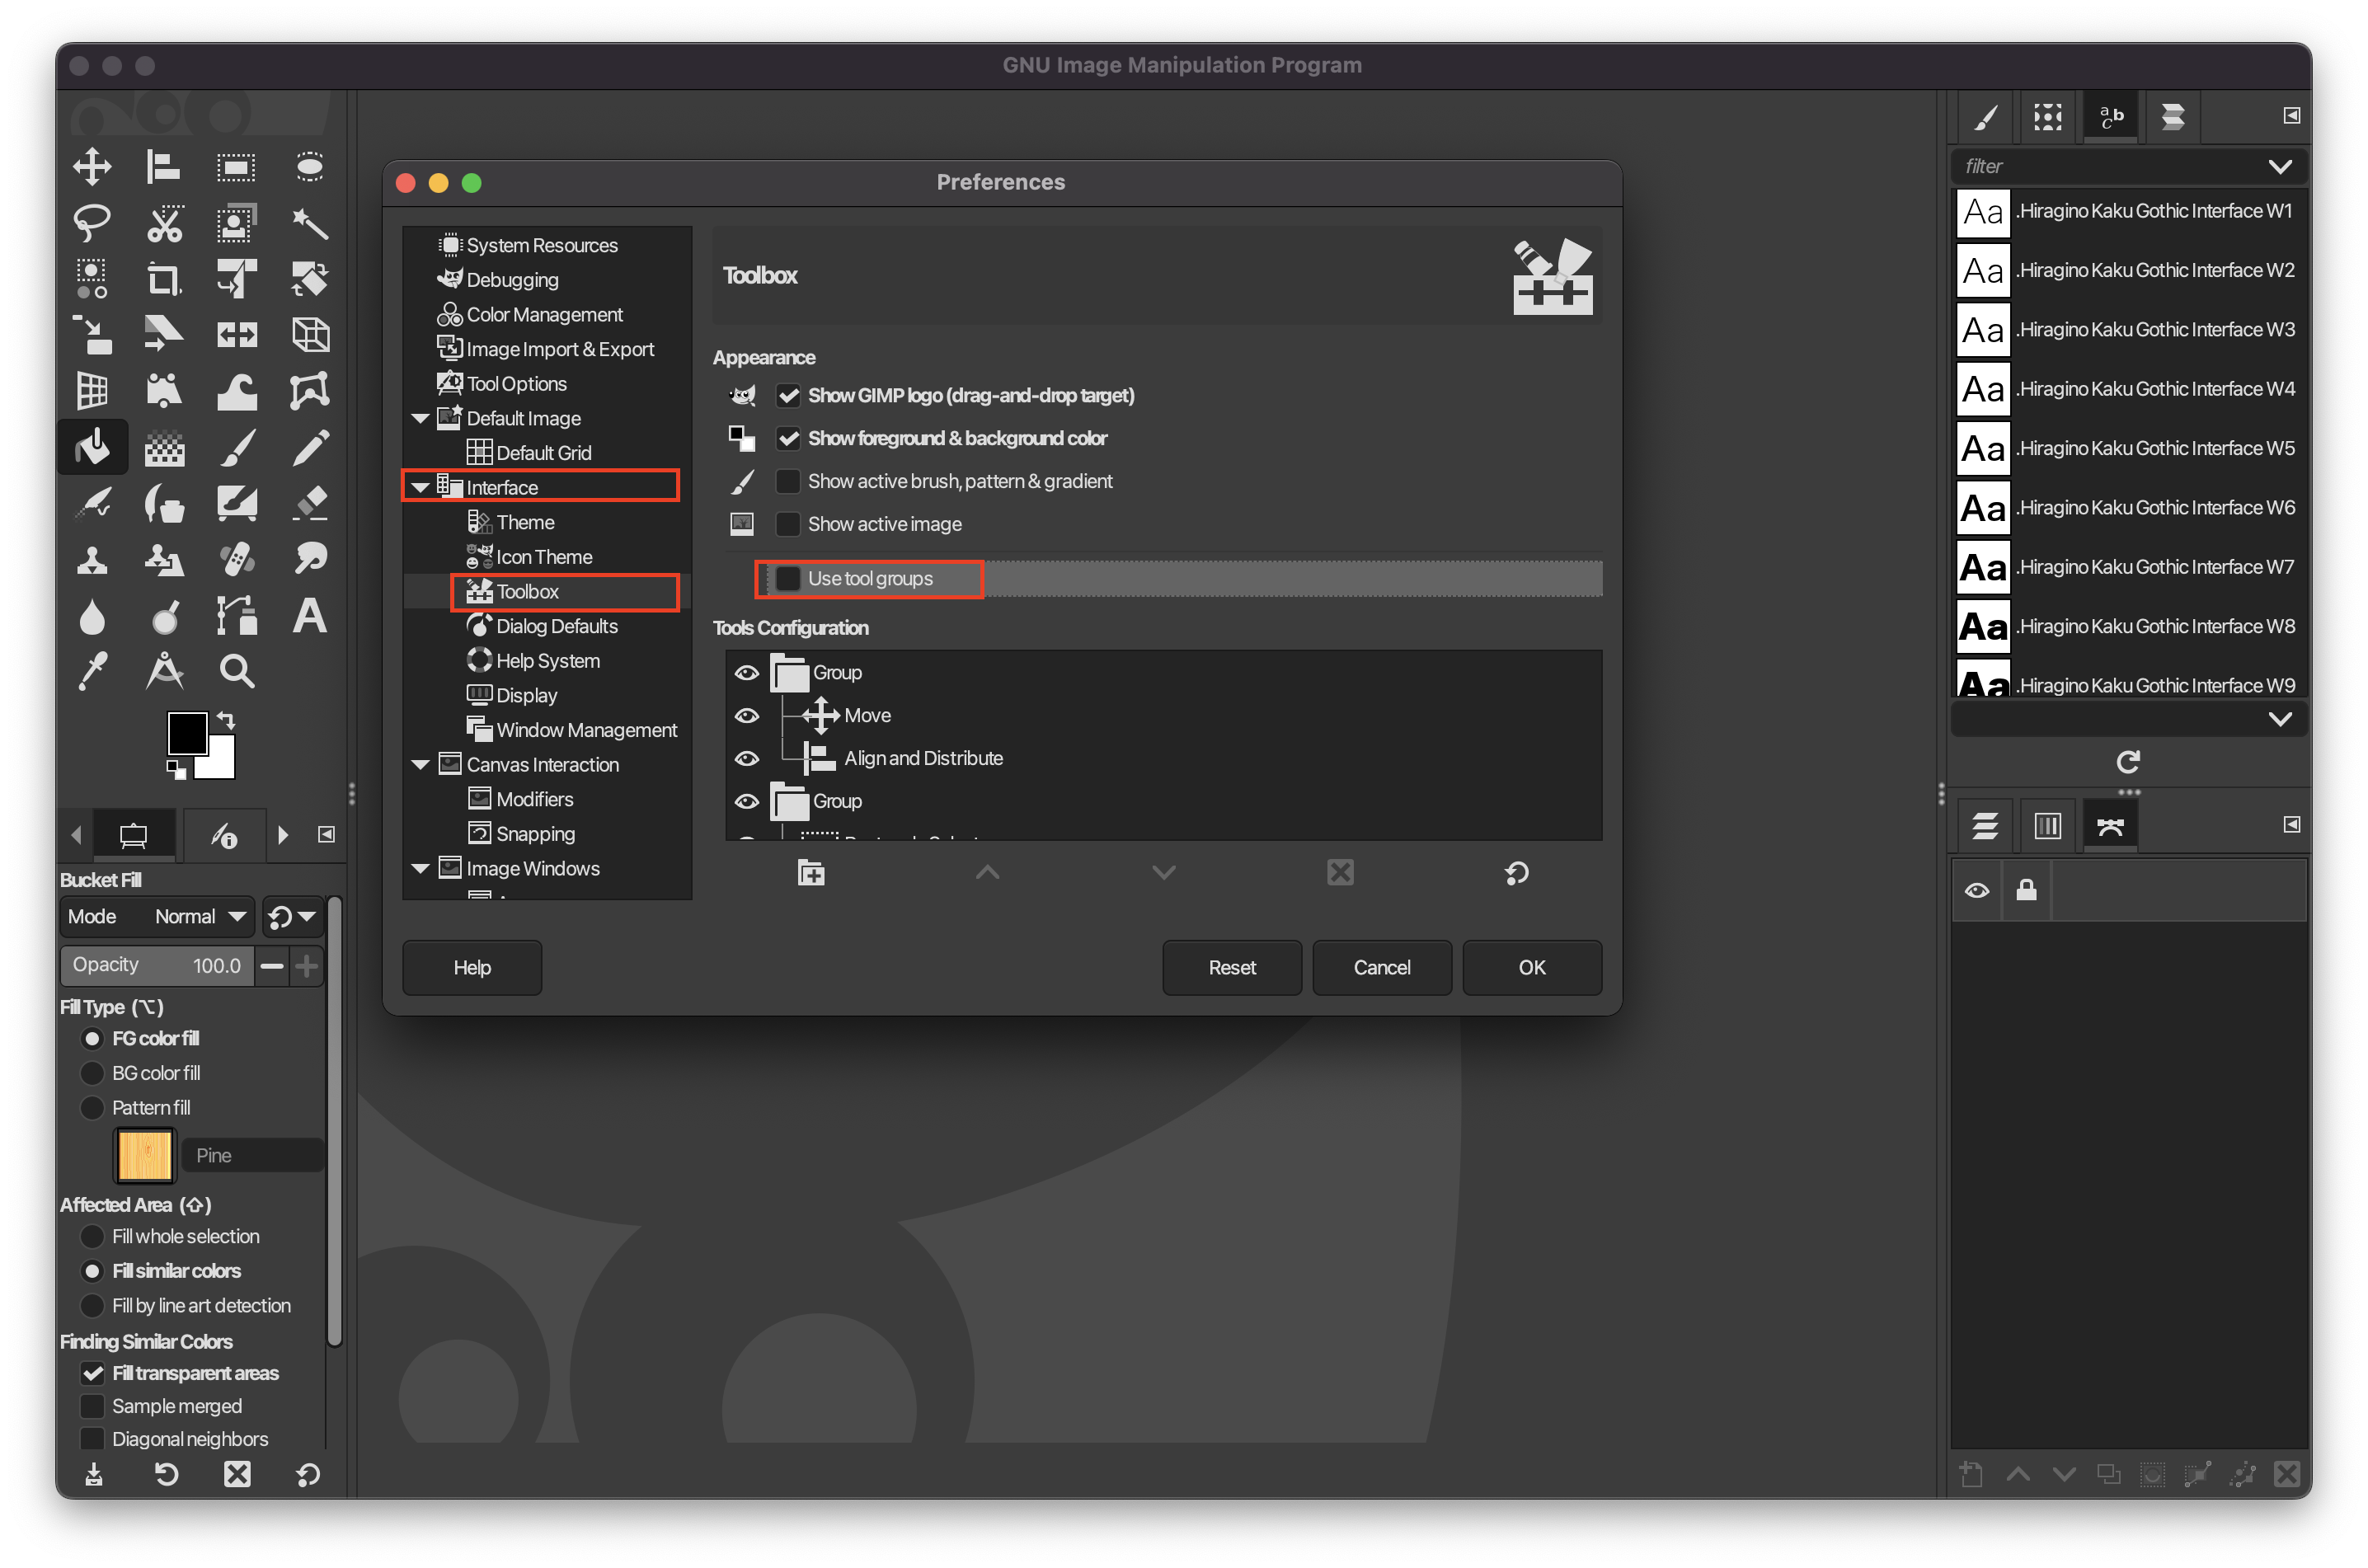 GNU Image Manipulation Program
Preferences
System Resources
Debugging
Color Management
Image Import & Export
Tool Options
Default Image
Default Grid
Interface
Theme
Icon Theme
Toolbox
Dialog Defaults
Help System
Display
Window Management
Canvas Interaction
Modifiers
Snapping
Image Windows
Toolbox
Appearance
Show GIMP logo (drag-and-drop target)
Show foreground & background color
Show active brush, pattern & gradient
Show active image
Use tool groups
Tools Configuration
Group
Move
Align and Distribute
Group
Help
Reset
Cancel
OK
Bucket Fill
Mode Normal
Opacity 100.0
Fill Type (⌥)
FG color fill
BG color fill
Pattern fill
Pine
Affected Area (⇧)
Fill whole selection
Fill similar colors
Fill by line art detection
Finding Similar Colors
Fill transparent areas
Sample merged
Diagonal neighbors
filter
Aa .Hiragino Kaku Gothic Interface W1
Aa .Hiragino Kaku Gothic Interface W2
Aa .Hiragino Kaku Gothic Interface W3
Aa .Hiragino Kaku Gothic Interface W4
Aa .Hiragino Kaku Gothic Interface W5
Aa .Hiragino Kaku Gothic Interface W6
Aa .Hiragino Kaku Gothic Interface W7
Aa .Hiragino Kaku Gothic Interface W8
Aa .Hiragino Kaku Gothic Interface W9